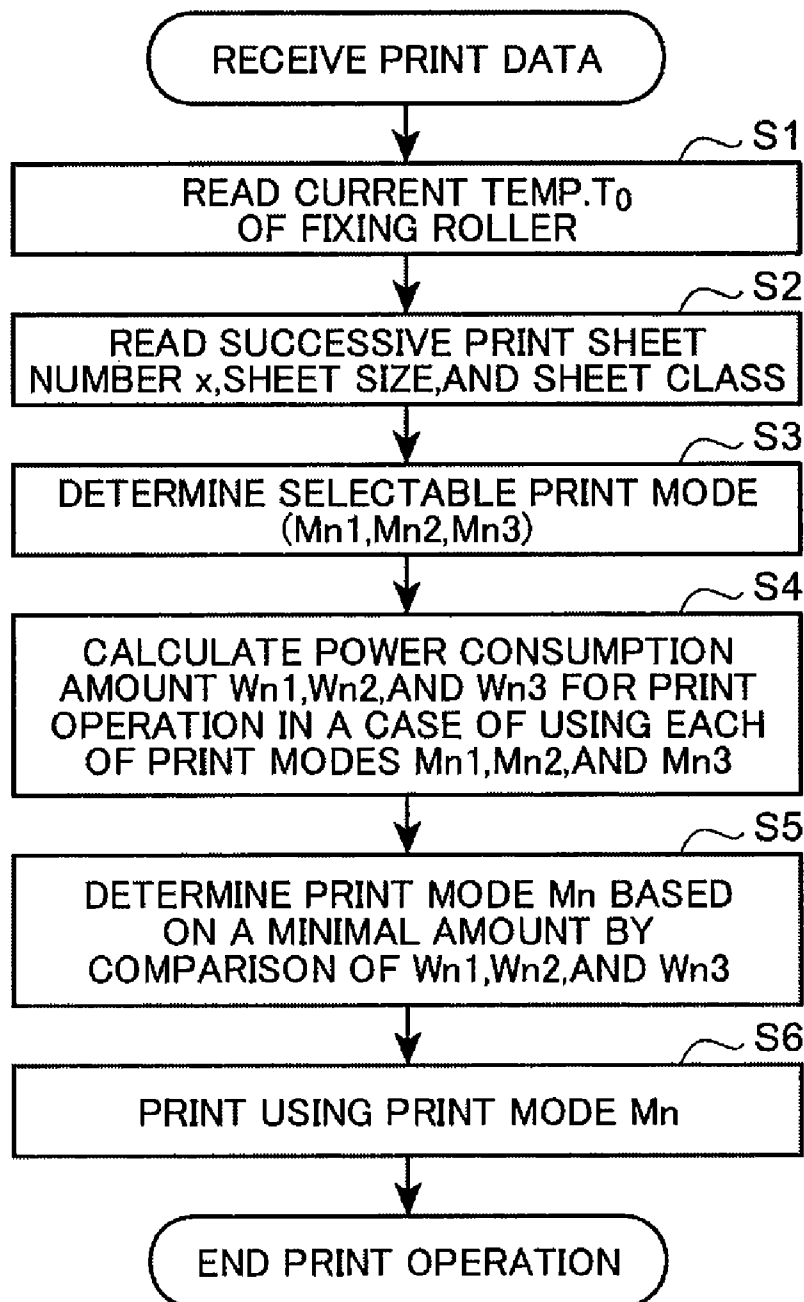 RECEIVE PRINT DATA
S1
READ CURRENT TEMP.T0
OF FIXING ROLLER
S2
READ SUCCESSIVE PRINT SHEET
NUMBER x,SHEET SIZE,AND SHEET CLASS
S3
DETERMINE SELECTABLE PRINT MODE
(Mn1,Mn2,Mn3)
S4
CALCULATE POWER CONSUMPTION
AMOUNT Wn1,Wn2,AND Wn3 FOR PRINT
OPERATION IN A CASE OF USING EACH
OF PRINT MODES Mn1,Mn2,AND Mn3
S5
DETERMINE PRINT MODE Mn BASED
ON A MINIMAL AMOUNT BY
COMPARISON OF Wn1,Wn2,AND Wn3
S6
PRINT USING PRINT MODE Mn
END PRINT OPERATION